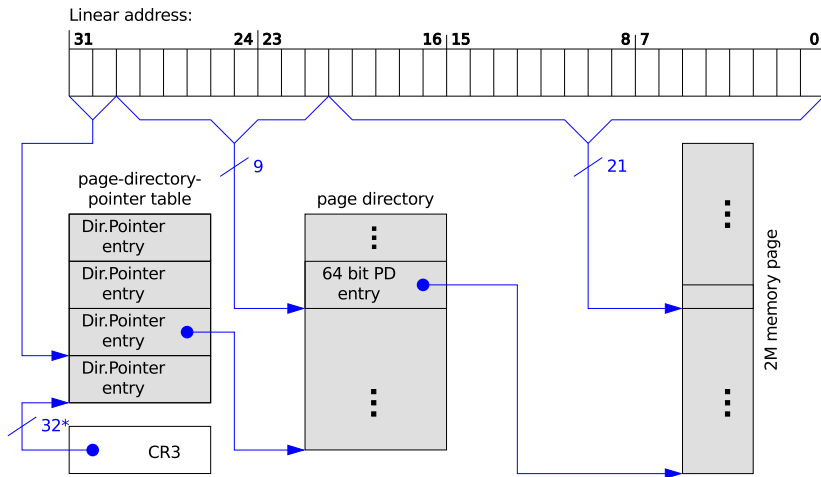 Linear address:
31 24 23 16 15 8 7 0
9
21
page-directory-
pointer table
page directory
Dir.Pointer
entry
Dir.Pointer
entry
Dir.Pointer
entry
Dir.Pointer
entry
64 bit PD
entry
2M memory page
32*
CR3